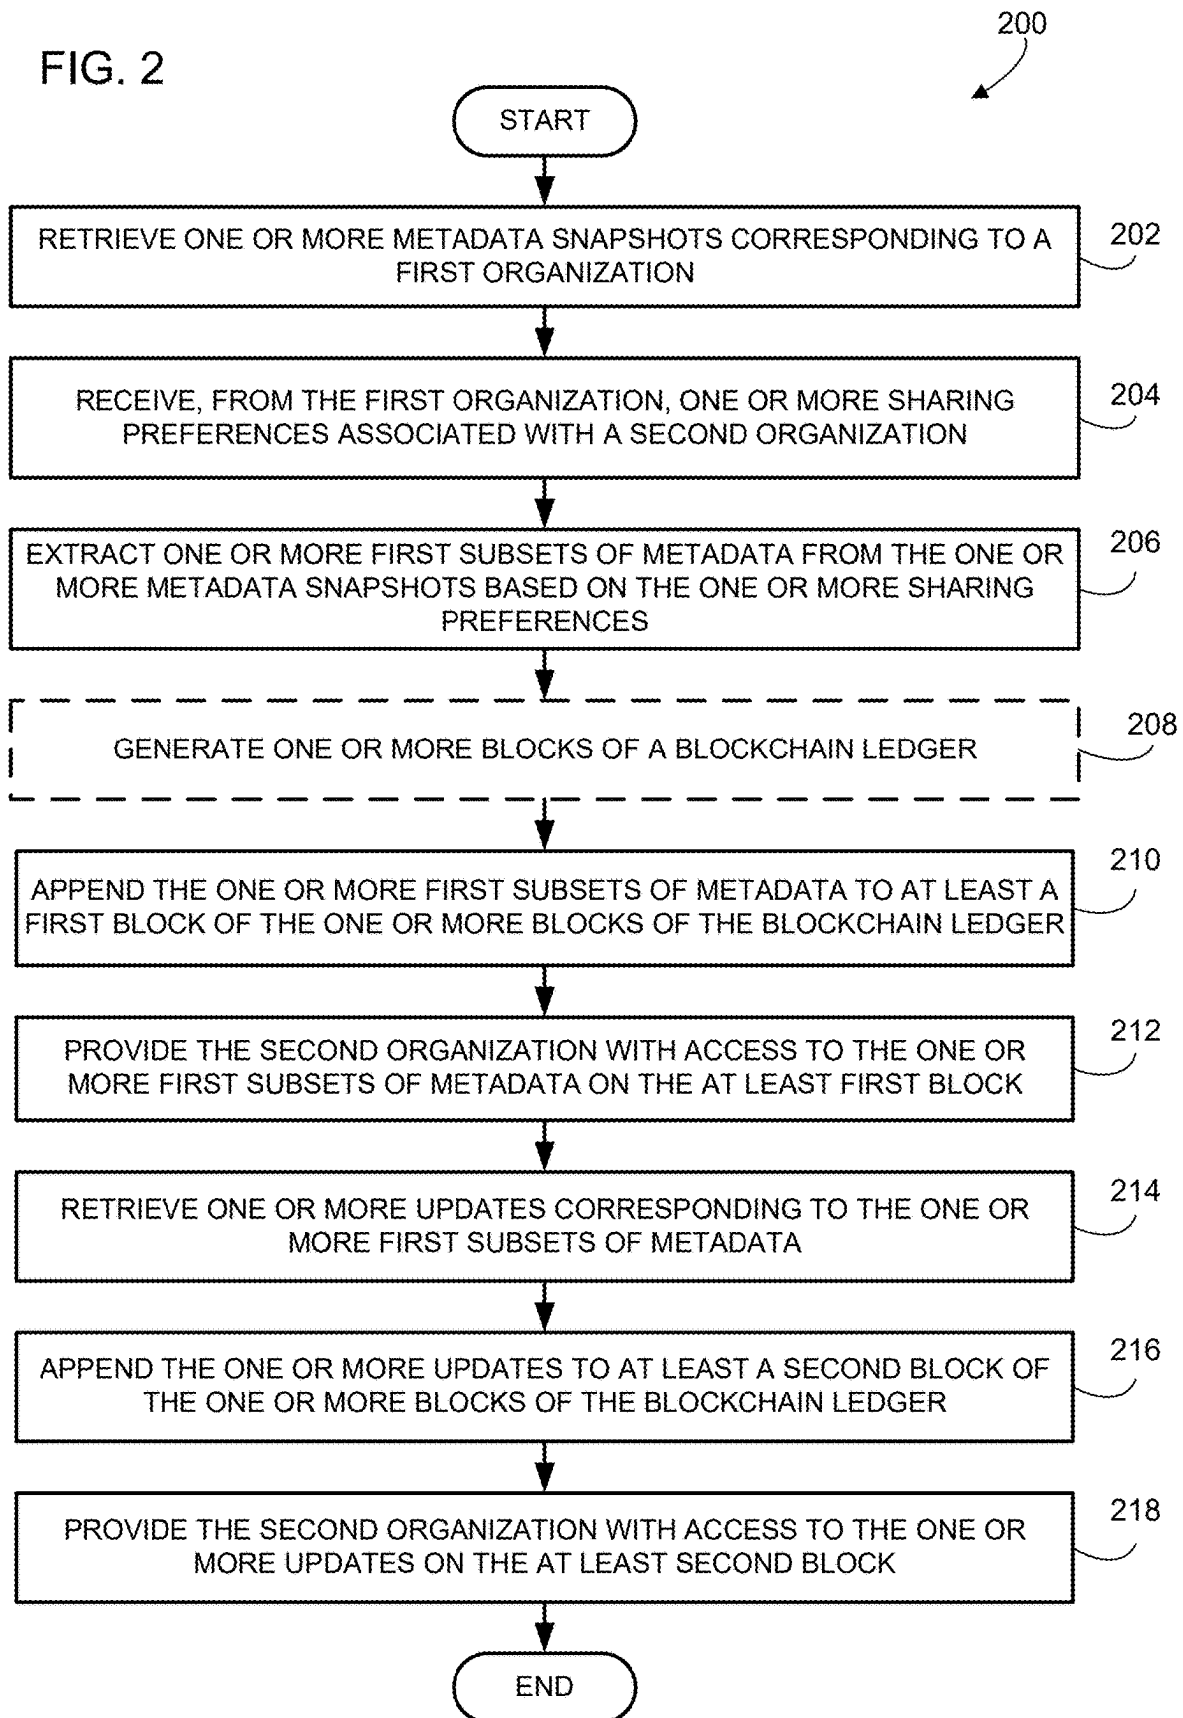 200
FIG. 2
START
RETRIEVE ONE OR MORE METADATA SNAPSHOTS CORRESPONDING TO A
FIRST ORGANIZATION
202
RECEIVE, FROM THE FIRST ORGANIZATION, ONE OR MORE SHARING
PREFERENCES ASSOCIATED WITH A SECOND ORGANIZATION
204
EXTRACT ONE OR MORE FIRST SUBSETS OF METADATA FROM THE ONE OR
MORE METADATA SNAPSHOTS BASED ON THE ONE OR MORE SHARING
PREFERENCES
206
GENERATE ONE OR MORE BLOCKS OF A BLOCKCHAIN LEDGER
208
APPEND THE ONE OR MORE FIRST SUBSETS OF METADATA TO AT LEAST A
FIRST BLOCK OF THE ONE OR MORE BLOCKS OF THE BLOCKCHAIN LEDGER
210
PROVIDE THE SECOND ORGANIZATION WITH ACCESS TO THE ONE OR
MORE FIRST SUBSETS OF METADATA ON THE AT LEAST FIRST BLOCK
212
RETRIEVE ONE OR MORE UPDATES CORRESPONDING TO THE ONE OR
MORE FIRST SUBSETS OF METADATA
214
APPEND THE ONE OR MORE UPDATES TO AT LEAST A SECOND BLOCK OF
THE ONE OR MORE BLOCKS OF THE BLOCKCHAIN LEDGER
216
PROVIDE THE SECOND ORGANIZATION WITH ACCESS TO THE ONE OR
MORE UPDATES ON THE AT LEAST SECOND BLOCK
218
END